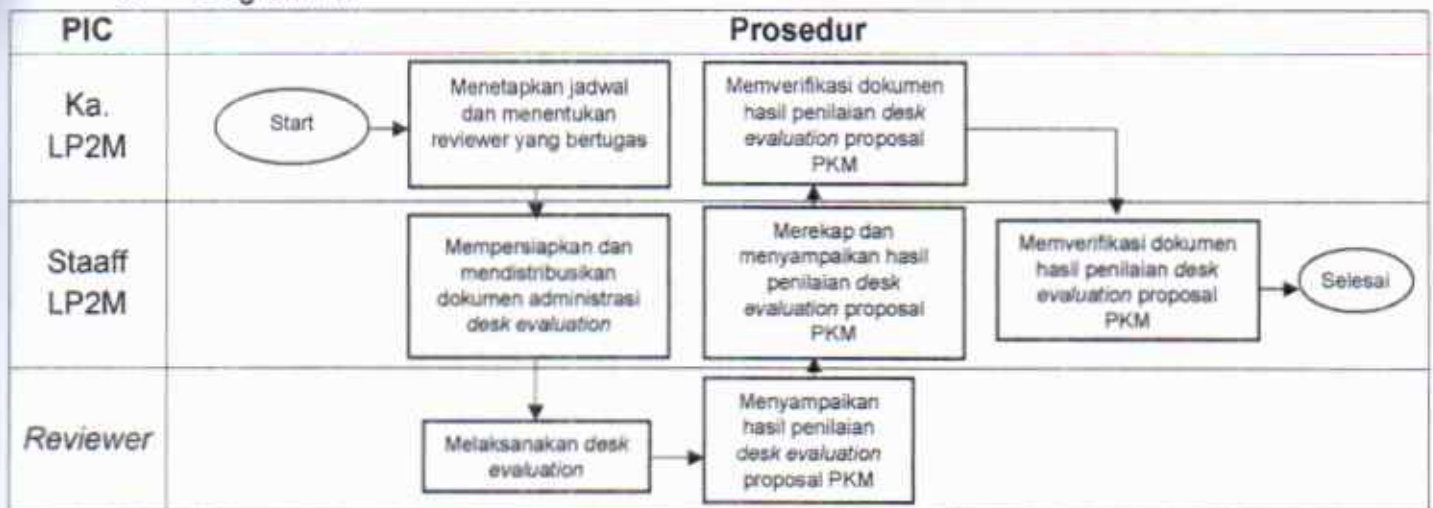 PIC
Prosedur
Ka.
LP2M
Start
Menetapkan jadwal
dan menentukan
reviewer yang bertugas
Memverifikasi dokumen
hasil penilaian desk
evaluation proposal
PKM
Staaff
LP2M
Mempersiapkan dan
mendistribusikan
dokumen administrasi
desk evaluation
Merekap dan
menyampaikan hasil
penilaian desk
evaluation proposal
PKM
Memverifikasi dokumen
hasil penilaian desk
evaluation proposal
PKM
Selesai
Reviewer
Melaksanakan desk
evaluation
Menyampaikan
hasil penilaian
desk evaluation
proposal PKM